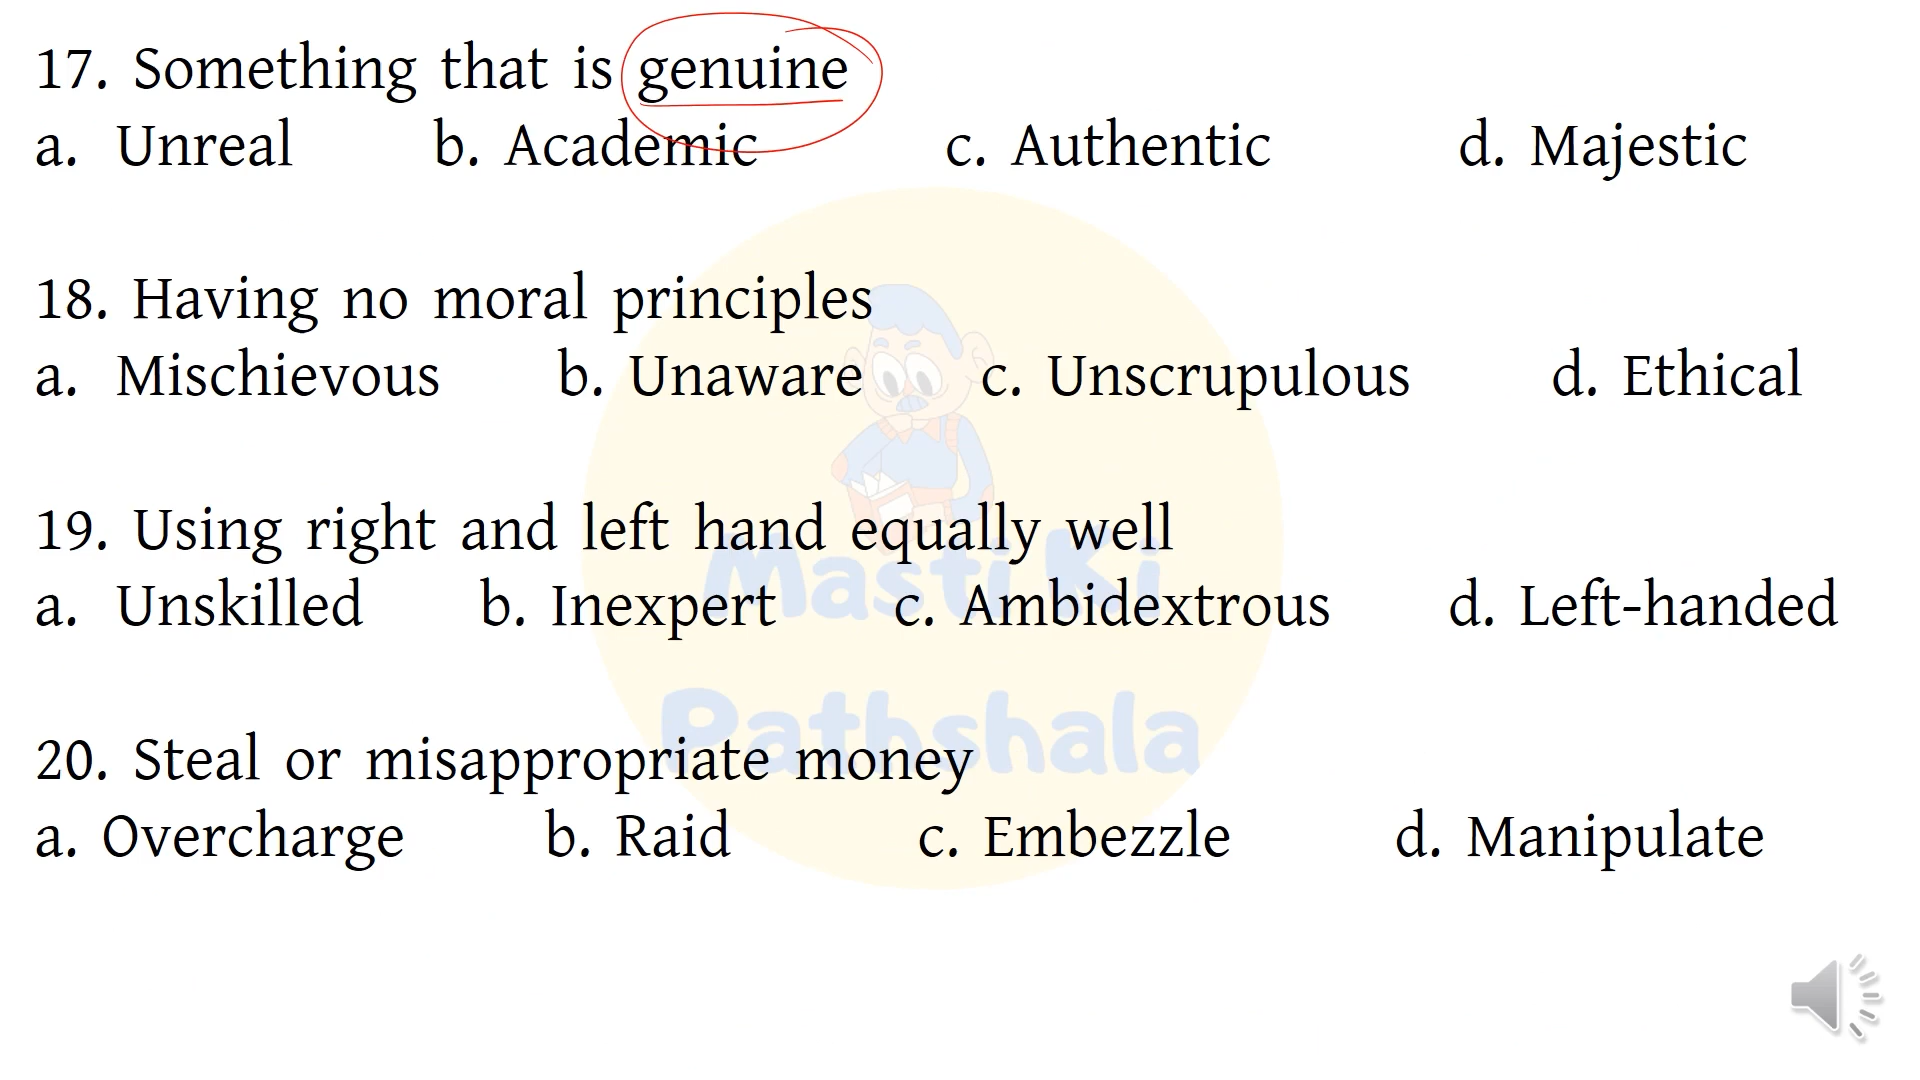 17. Something that is genuine
a. Unreal b. Academic c. Authentic d. Majestic
18. Having no moral principles
a. Mischievous b. Unaware c. Unscrupulous d. Ethical
19. Using right and left hand equally well
a. Unskilled b. Inexpert c. Ambidextrous d. Left-handed
20. Steal or misappropriate money
a. Overcharge b. Raid c. Embezzle d. Manipulate
Masti Ki
Pathshala